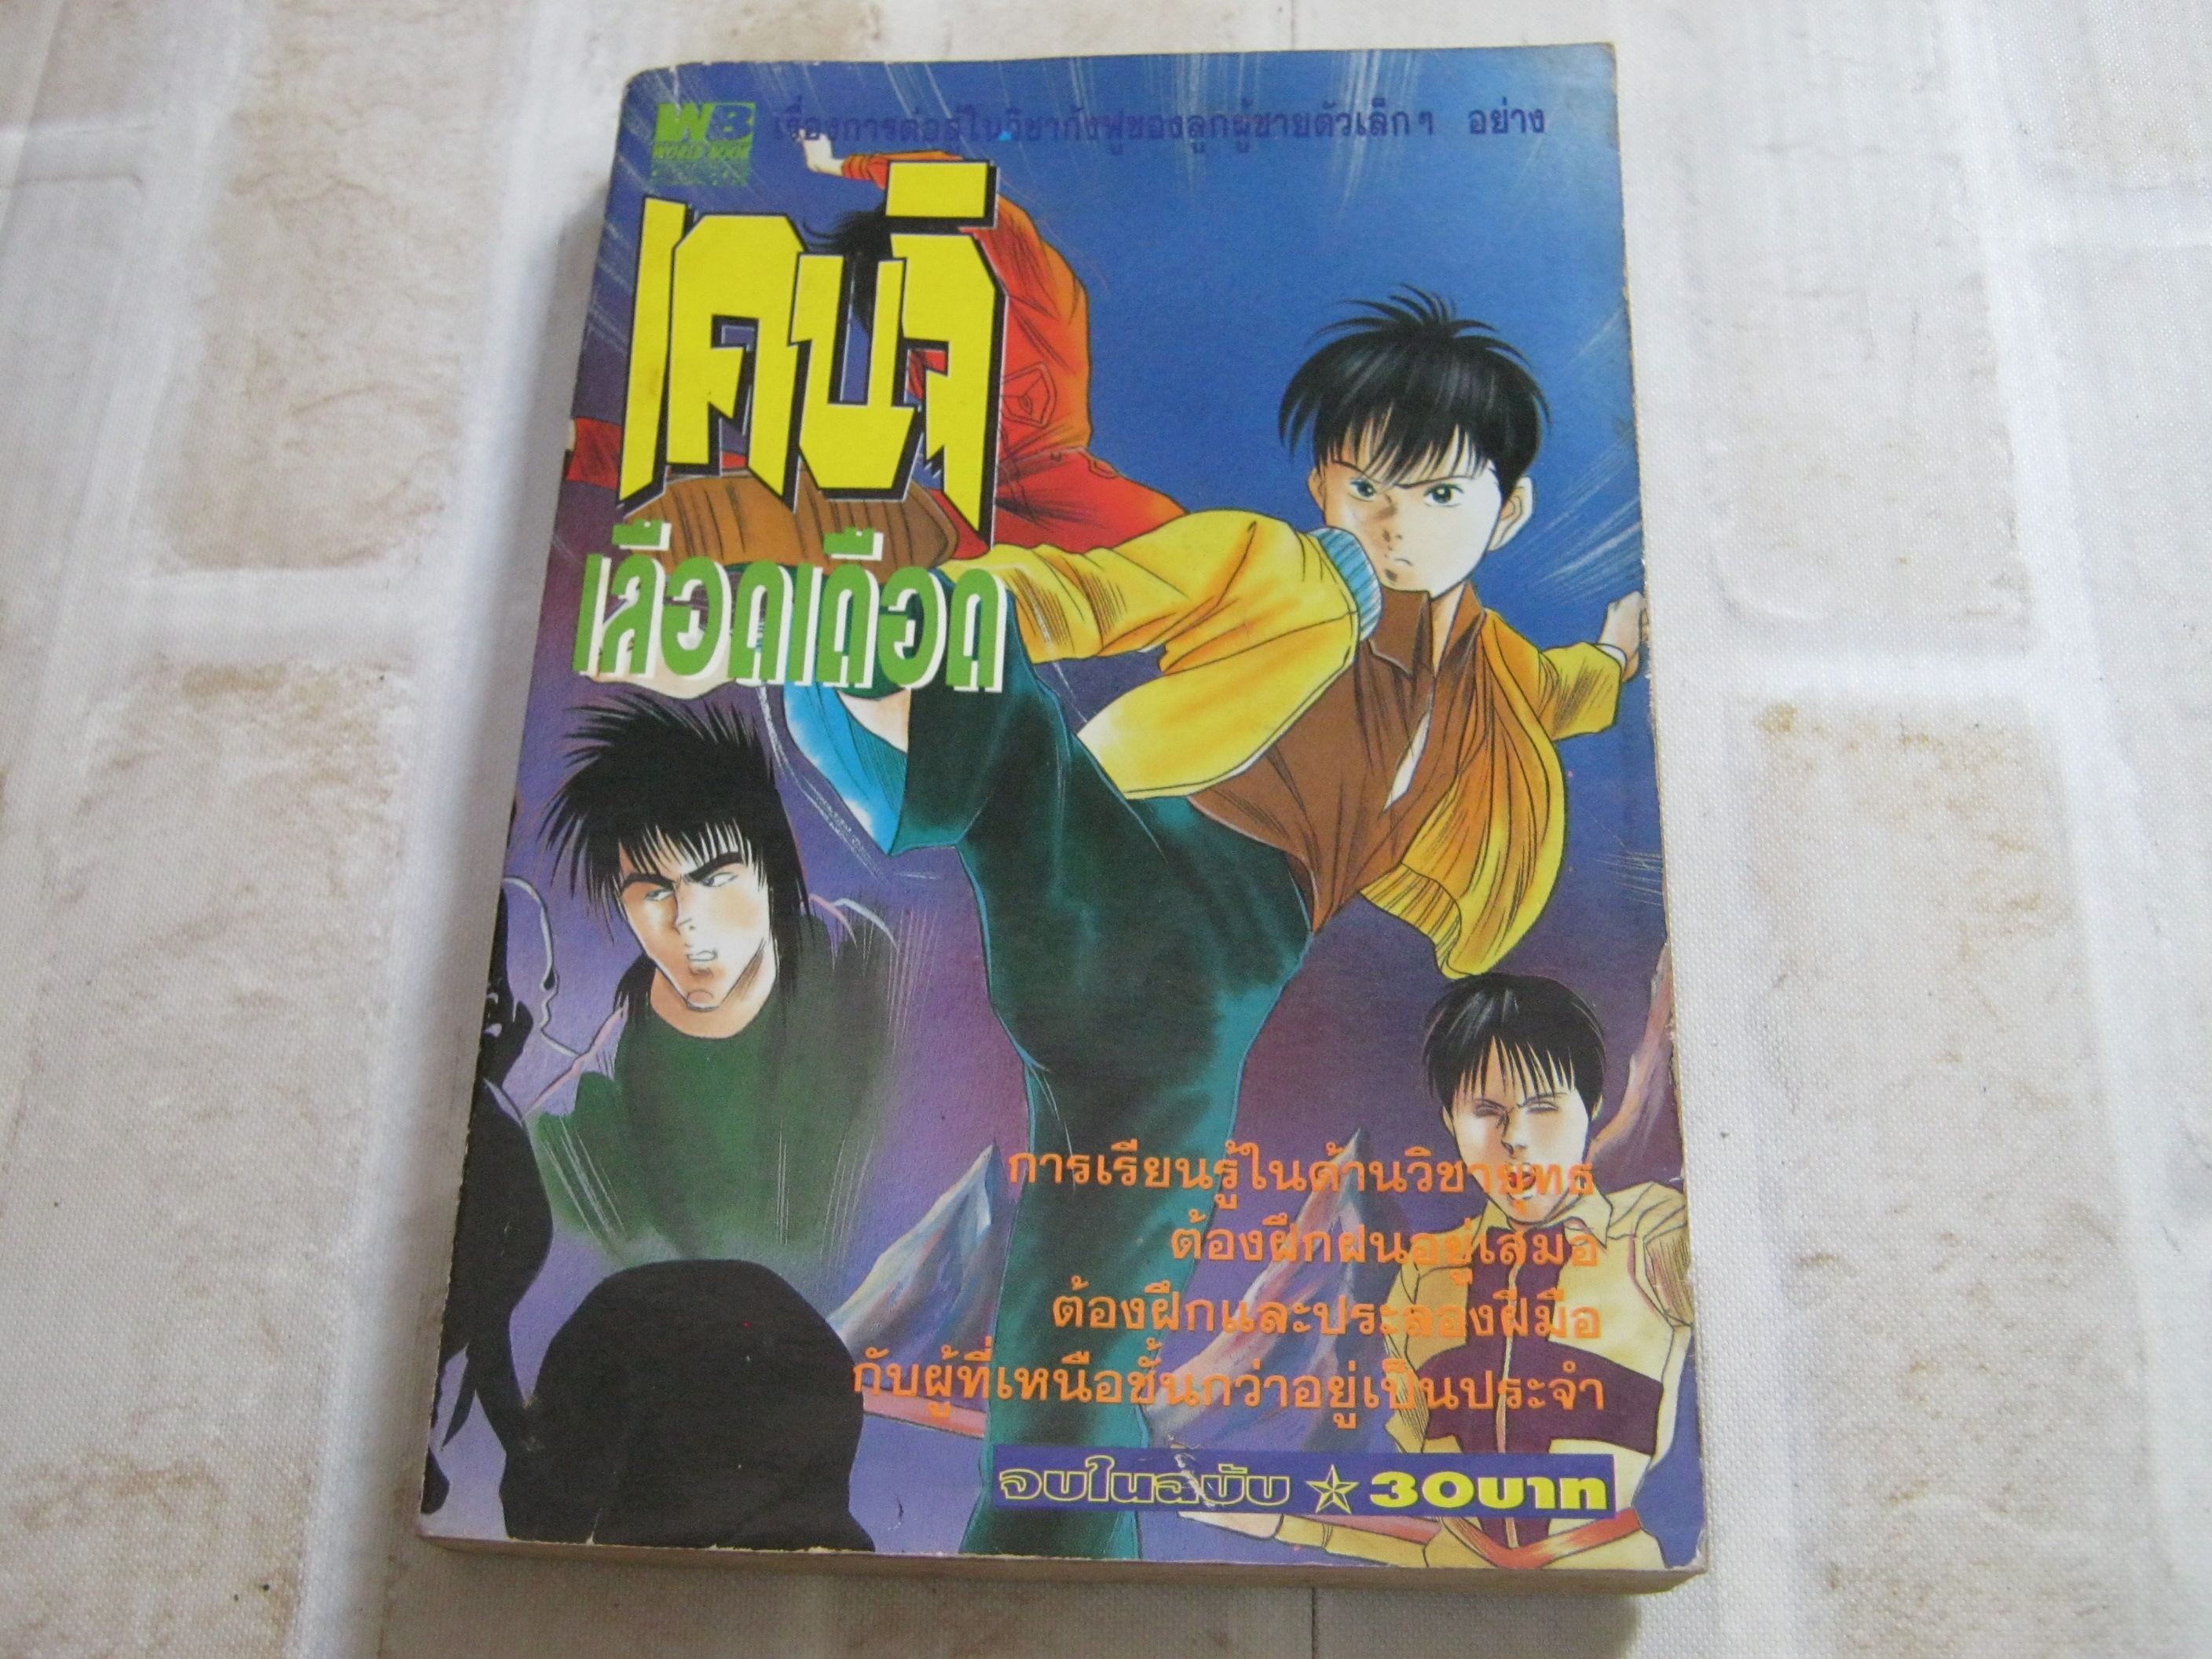 WB
WORLD BOOK
เรื่องการต่อสู้ในวิชากังฟูของลูกผู้ชายตัวเล็กๆ อย่าง
เคนจิ
เลือดเดือด
การเรียนรู้ในด้านวิชายุทธ
ต้องฝึกฝนอยู่เสมอ
ต้องฝึกและประลองฝีมือ
กับผู้ที่เหนือชั้นกว่าอยู่เป็นประจำ
จบในฉบับ ★ 30บาท